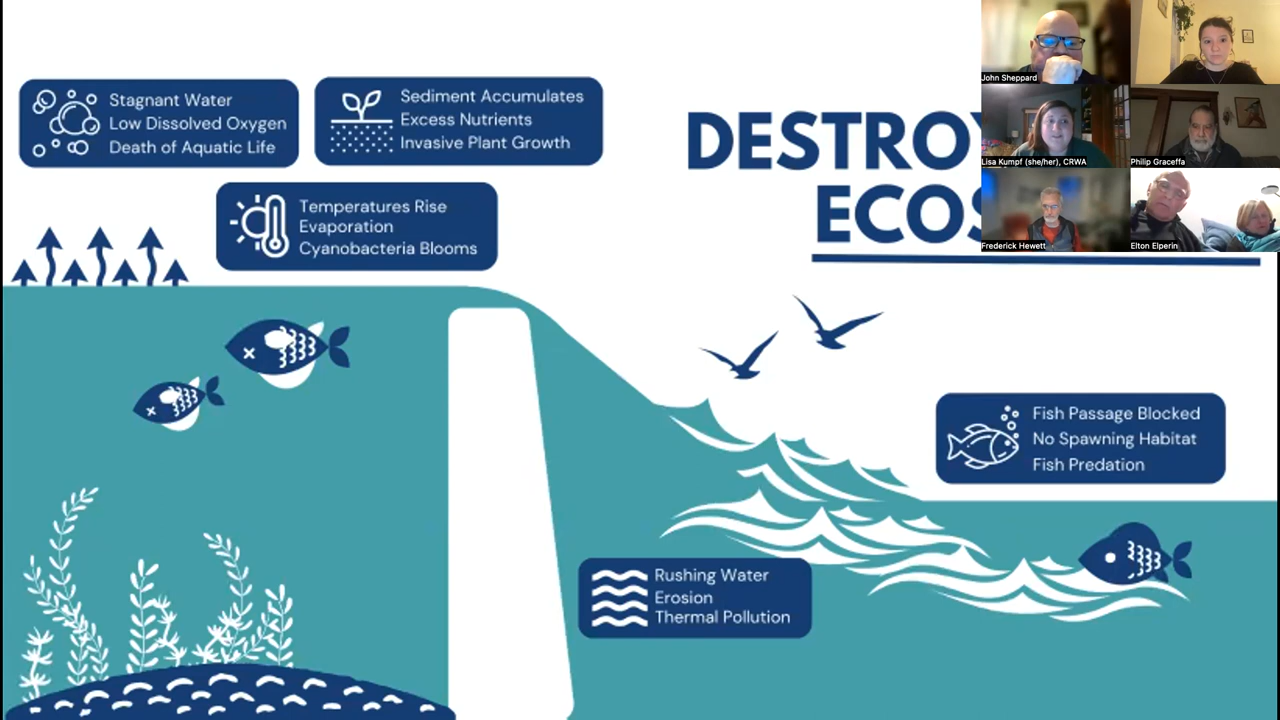 Stagnant Water
Low Dissolved Oxygen
Death of Aquatic Life
Sediment Accumulates
Excess Nutrients
Invasive Plant Growth
Temperatures Rise
Evaporation
Cyanobacteria Blooms
DESTROY
ECOS
John Sheppard
Lisa Kumpf (she/her), CRWA
Philip Graceffa
Frederick Hewett
Elton Elperin
Fish Passage Blocked
No Spawning Habitat
Fish Predation
Rushing Water
Erosion
Thermal Pollution